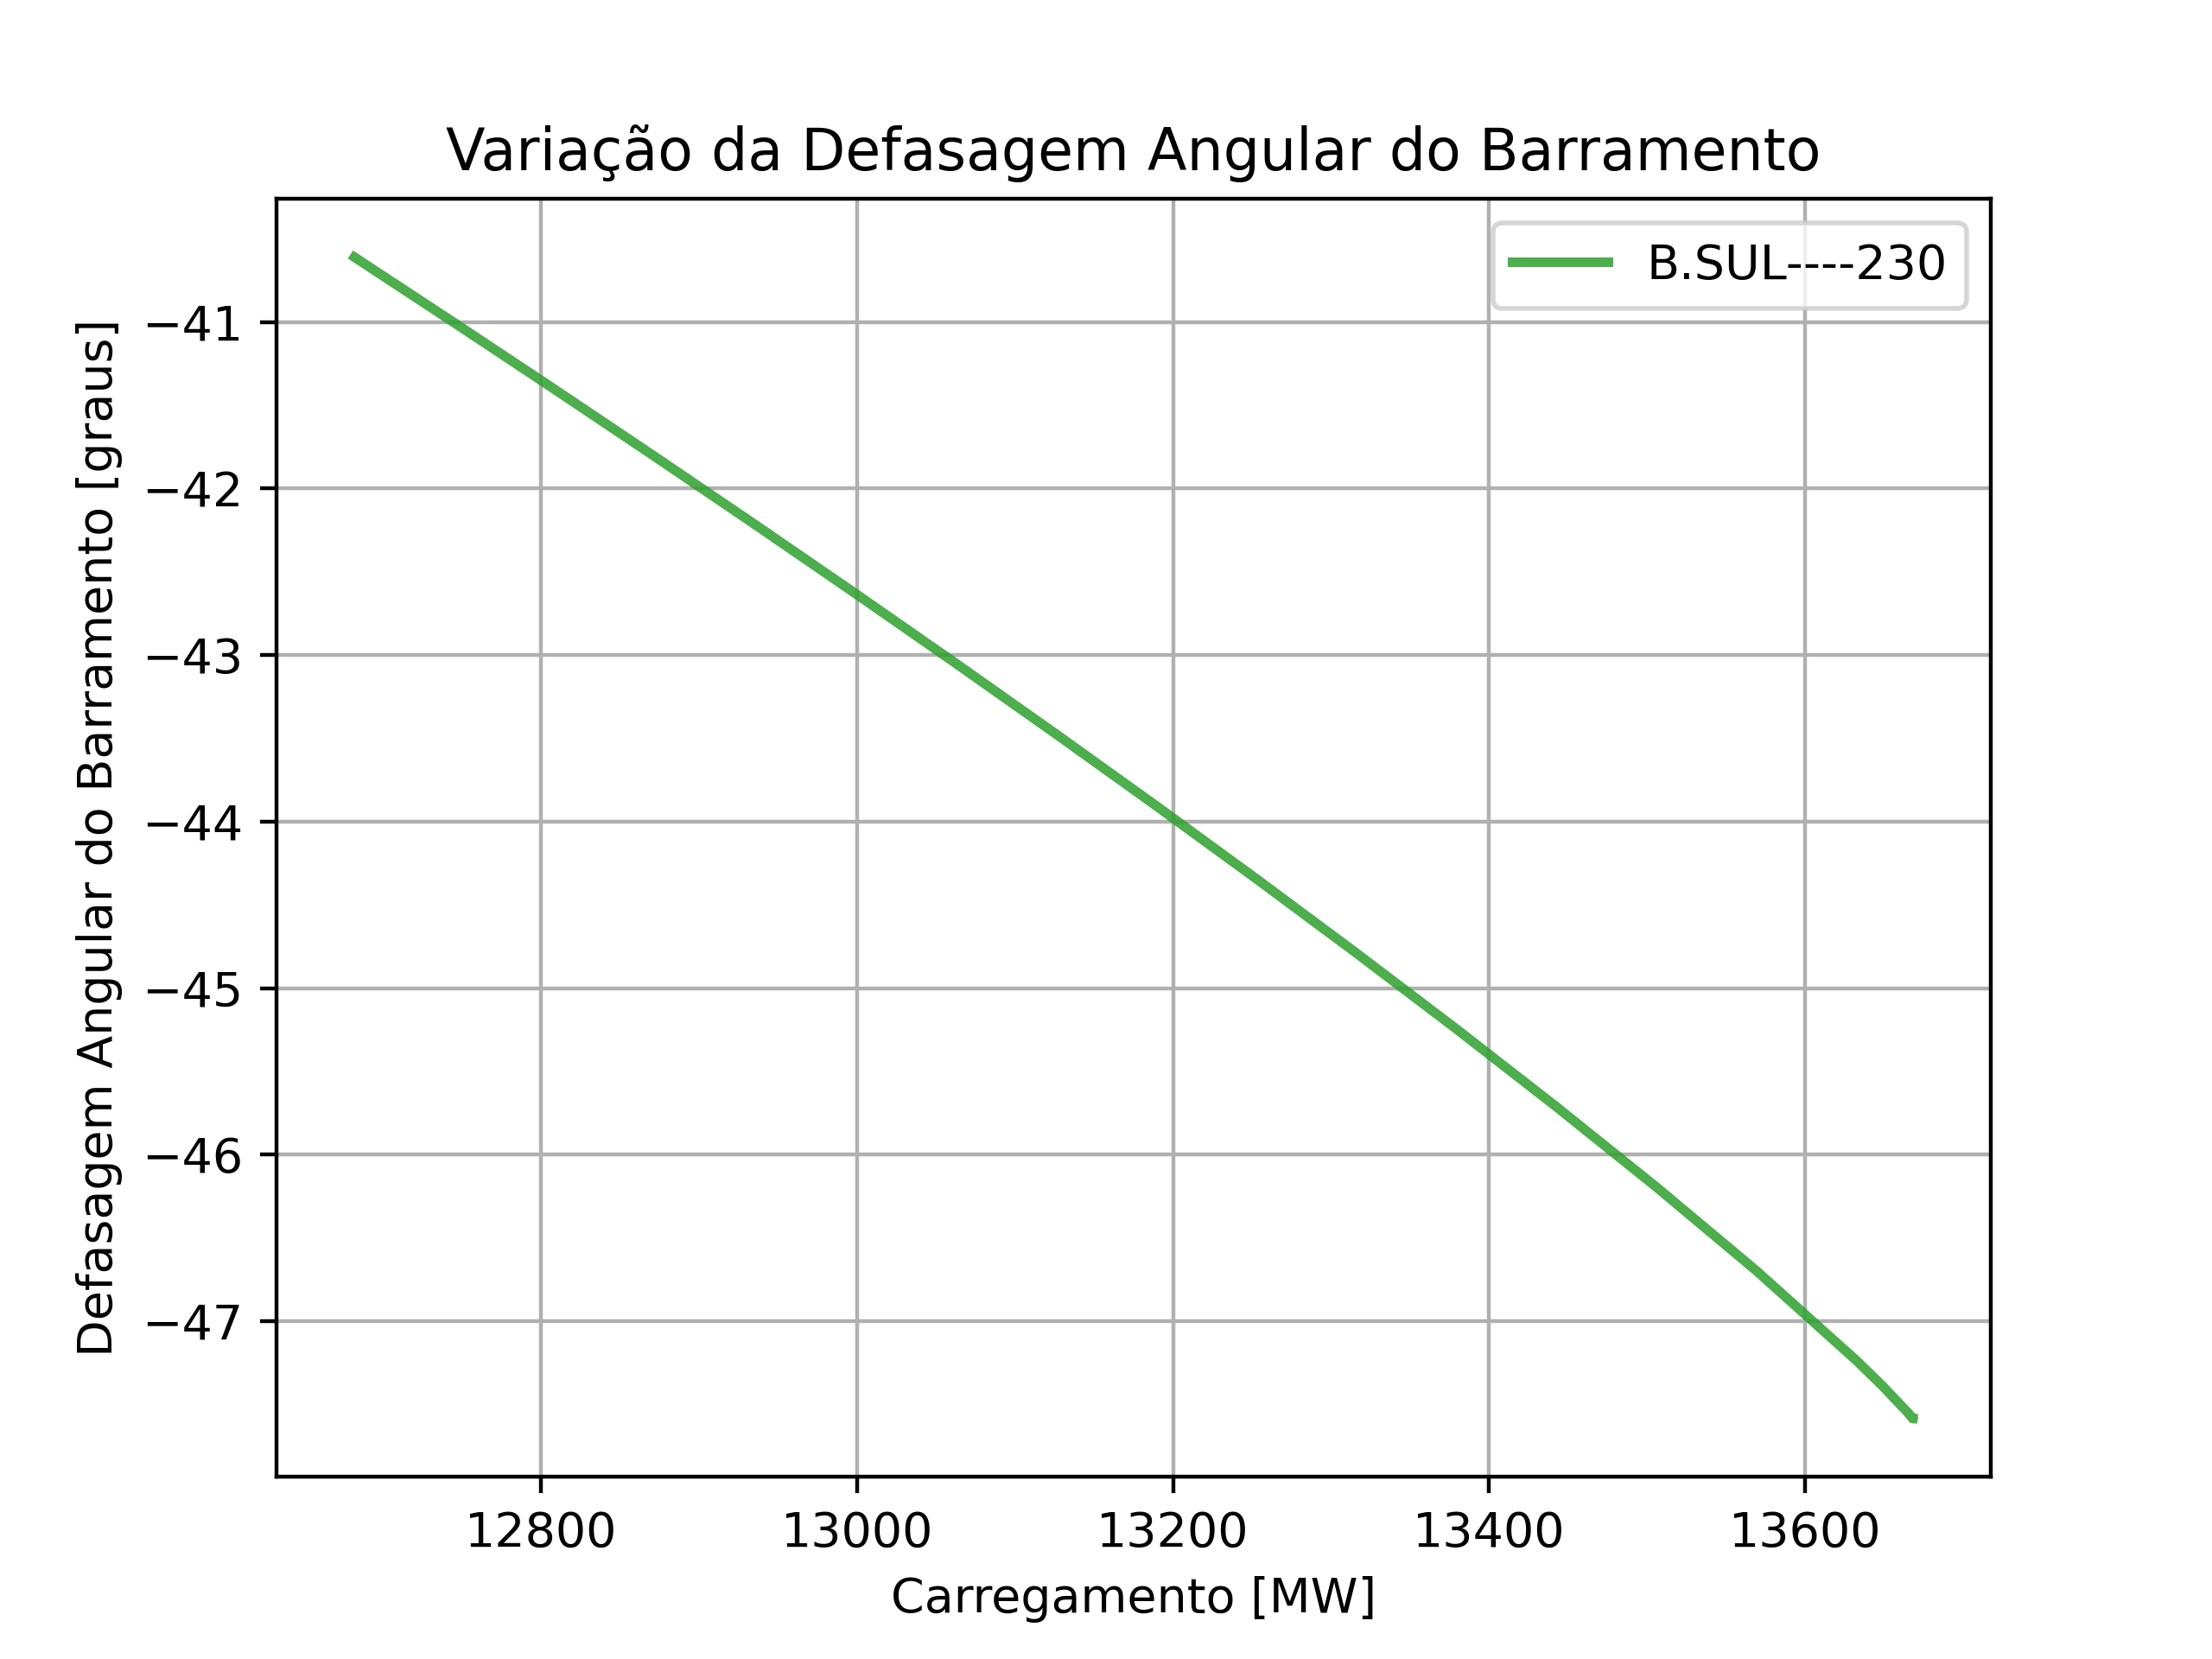 Variação da Defasagem Angular do Barramento
B.SUL----230
Defasagem Angular do Barramento [graus]
−41
−42
−43
−44
−45
−46
−47
12800 13000 13200 13400 13600
Carregamento [MW]